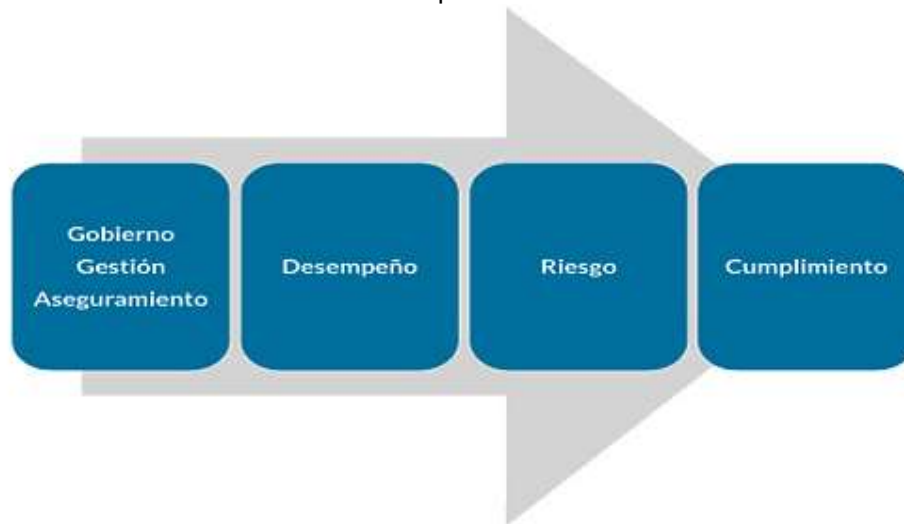 Gobierno
Gestión
Aseguramiento
Desempeño
Riesgo
Cumplimiento